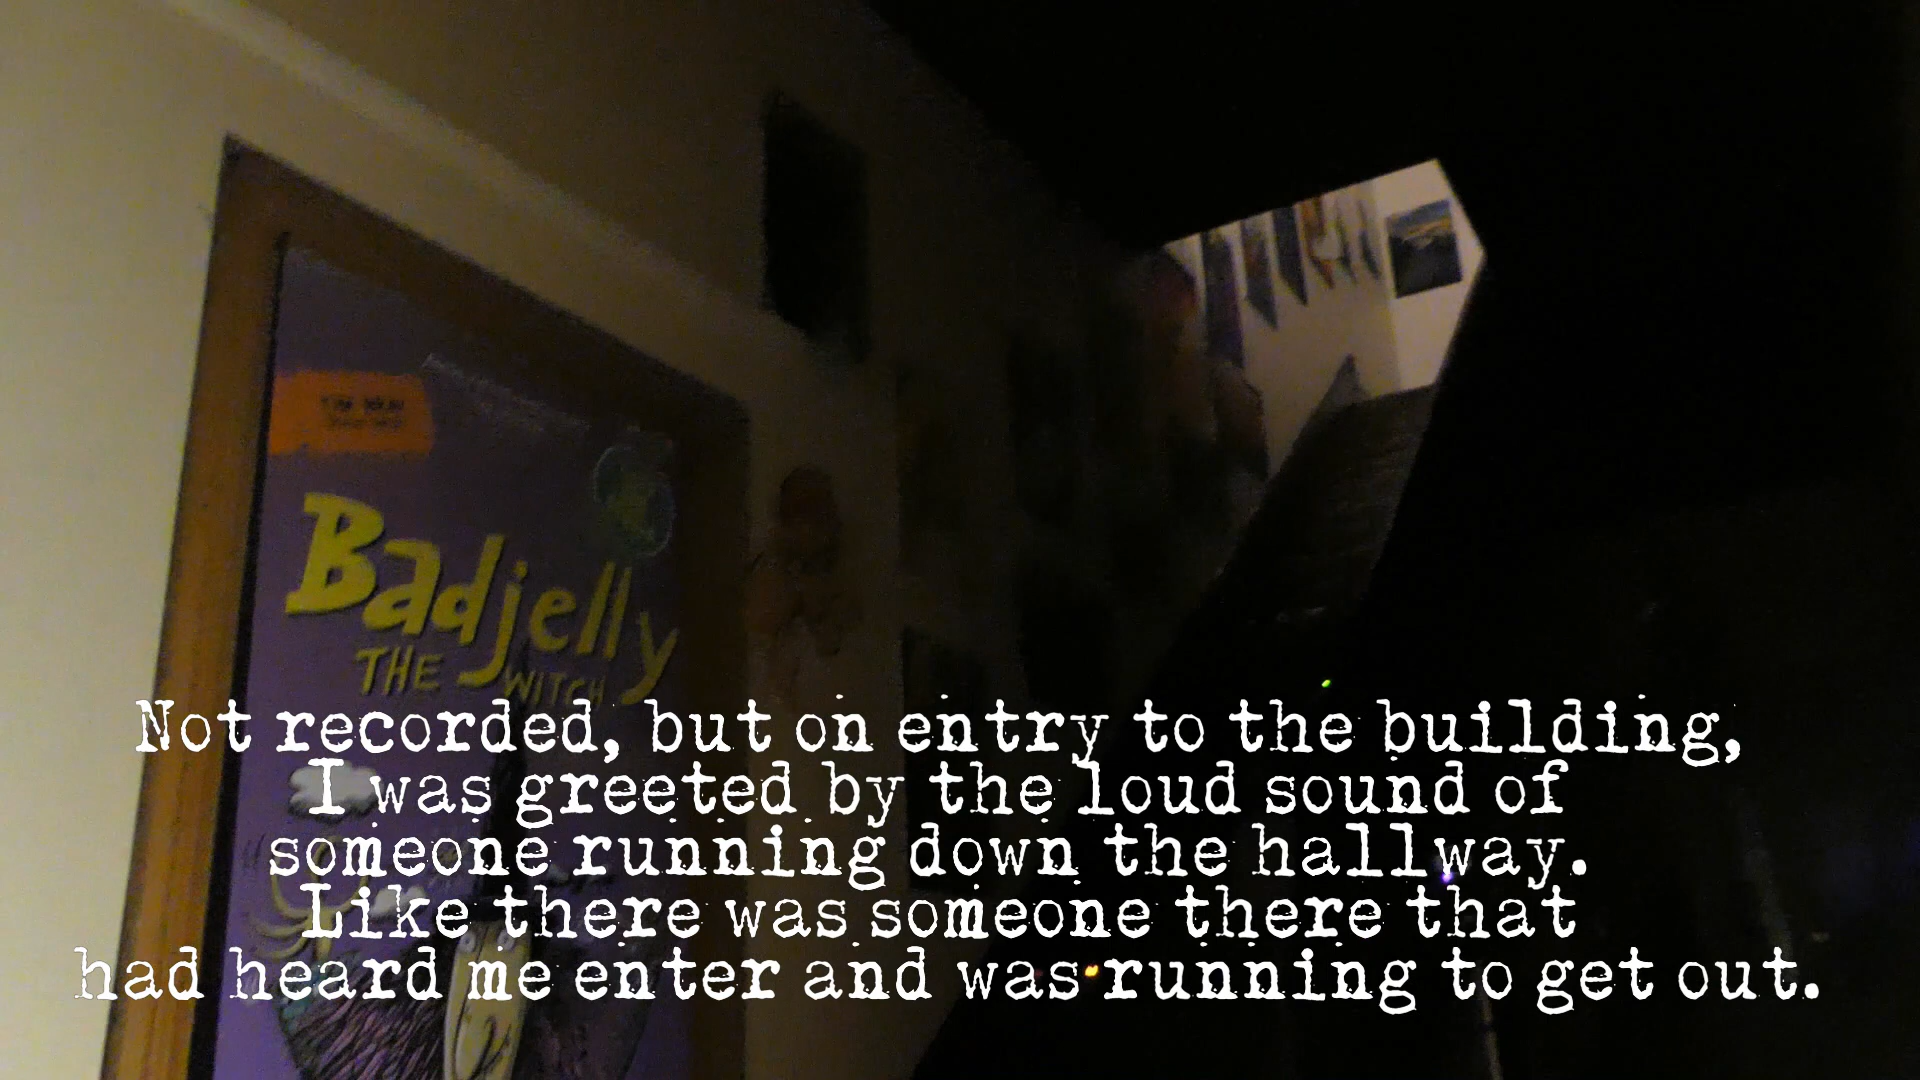 Badjelly
THE WITCH
Not recorded, but on entry to the building,
I was greeted by the loud sound of
someone running down the hallway.
Like there was someone there that
had heard me enter and was running to get out.